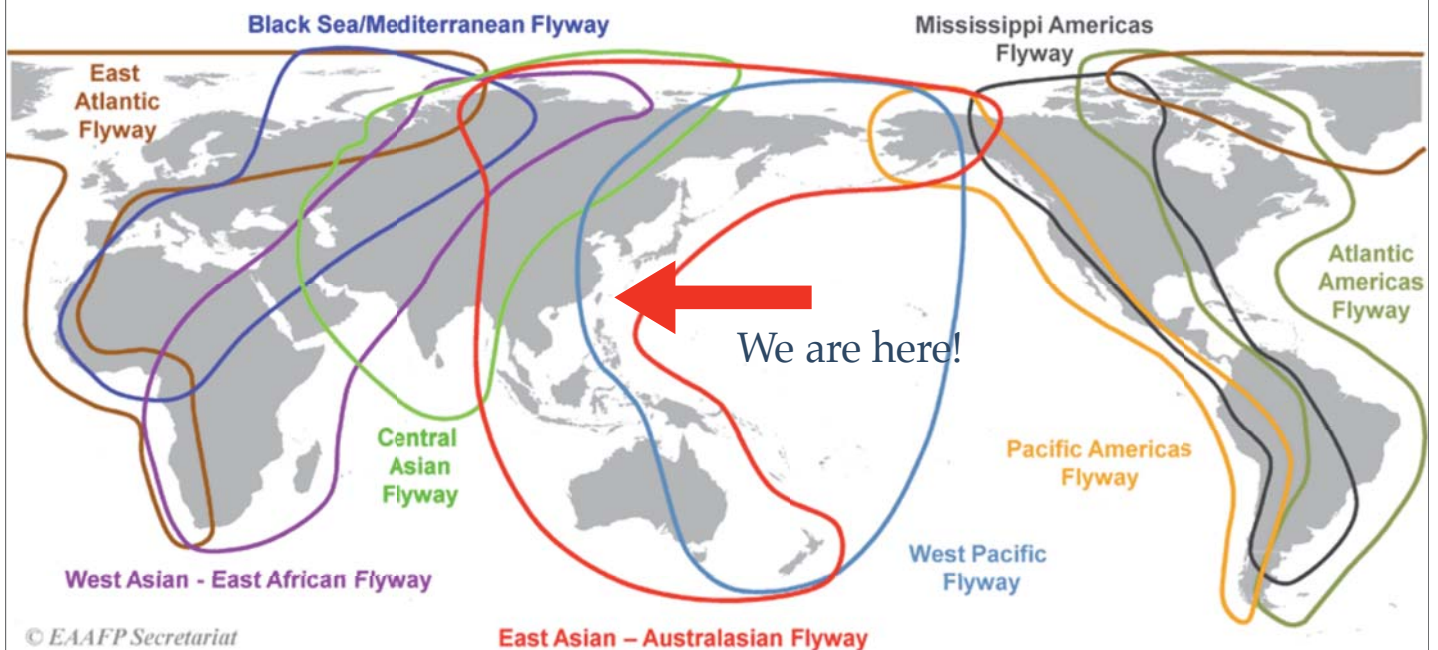 Black Sea/Mediterranean Flyway
Mississippi Americas
Flyway
East
Atlantic
Flyway
Atlantic
Americas
Flyway
We are here!
Central
Asian
Flyway
Pacific Americas
Flyway
West Pacific
Flyway
West Asian - East African Flyway
© EAAFP Secretariat
East Asian – Australasian Flyway